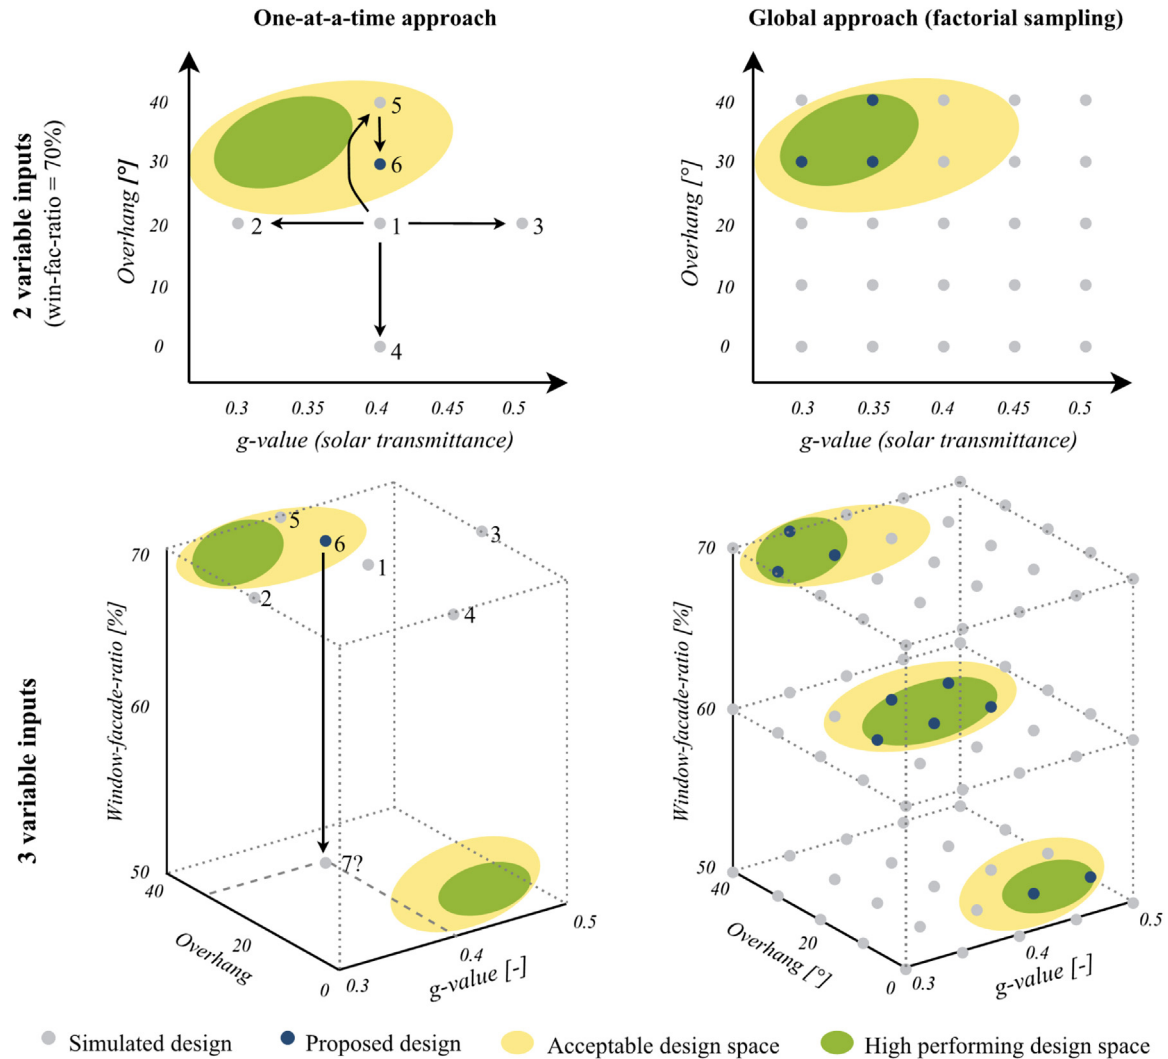 One-at-a-time approach
Global approach (factorial sampling)
2 variable inputs
(win-fac-ratio = 70%)
Overhang [°]
40
30
20
10
0
5
6
2
1
3
4
0.3
0.35
0.4
0.45
0.5
g-value (solar transmittance)
Overhang [°]
40
30
20
10
0
0.3
0.35
0.4
0.45
0.5
g-value (solar transmittance)
3 variable inputs
Window-facade-ratio [%]
70
60
50
5
6
3
1
2
4
7?
40
20
0
Overhang
0.3
0.4
0.5
g-value [-]
Window-facade-ratio [%]
70
60
50
40
20
0
Overhang [°]
0.3
0.4
0.5
g-value [-]
Simulated design
Proposed design
Acceptable design space
High performing design space